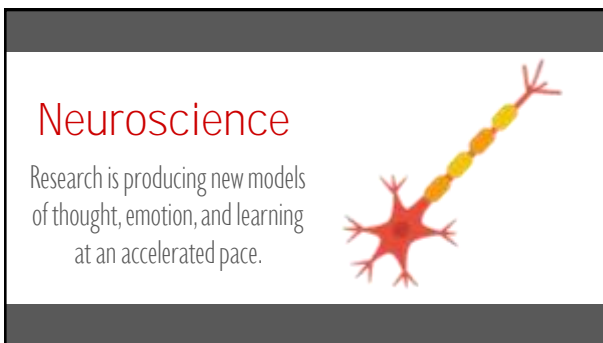 Neuroscience
Research is producing new models
of thought, emotion, and learning
at an accelerated pace.